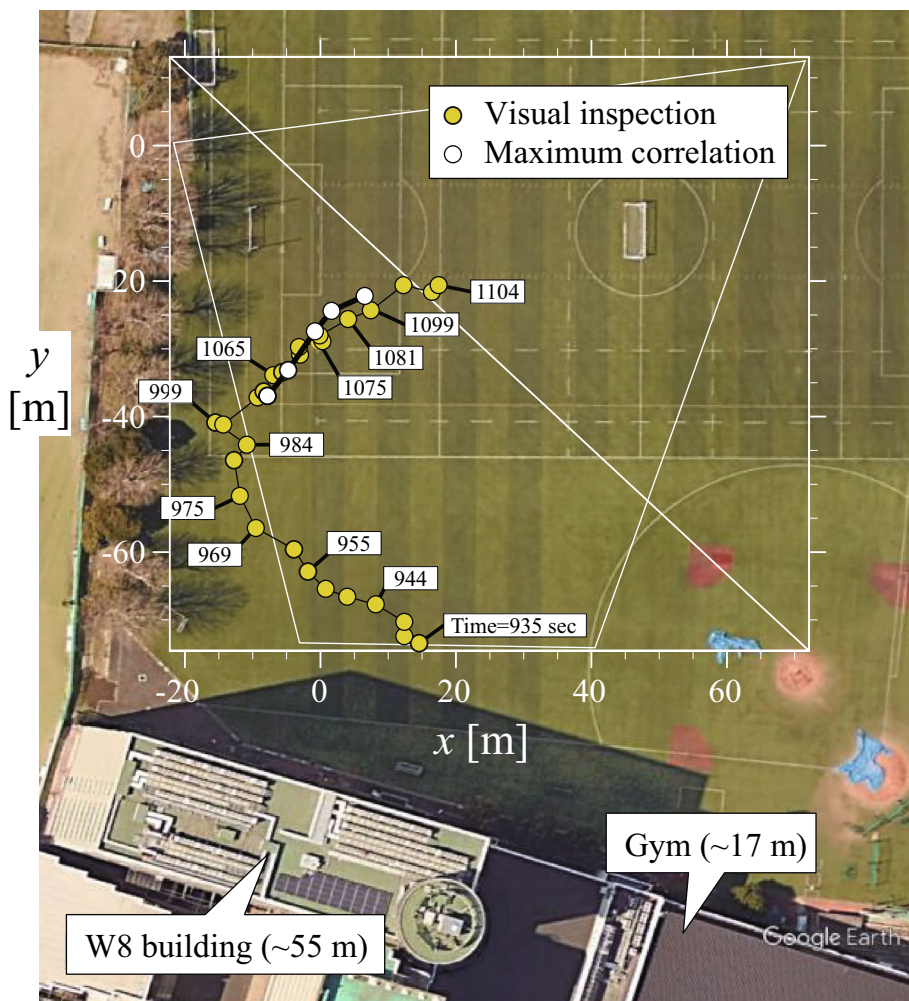 Visual inspection
Maximum correlation
0
20
-40
-60
y
[m]
1104
1099
1065
1081
1075
999
984
975
969
955
944
Time=935 sec
-20
0
20
40
60
x [m]
Gym (~17 m)
W8 building (~55 m)
Google Earth